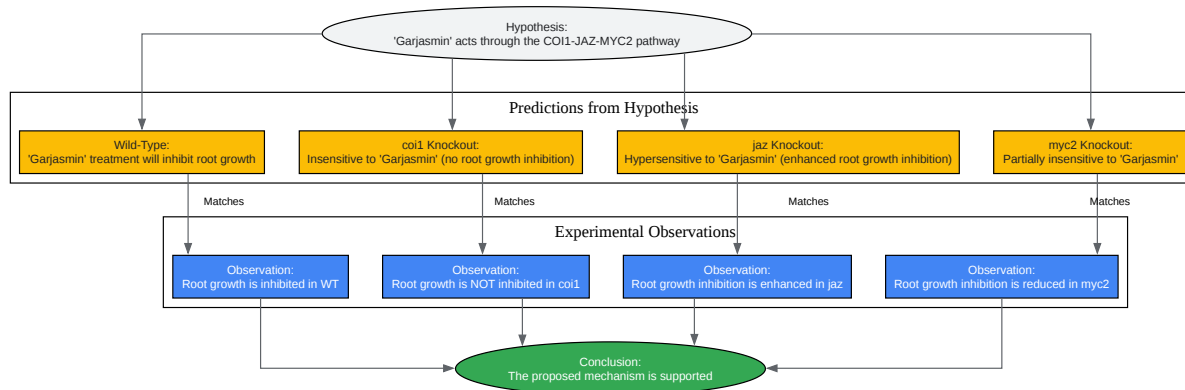 Hypothesis:
'Garjasmin' acts through the COI1-JAZ-MYC2 pathway
Predictions from Hypothesis
Wild-Type:
'Garjasmin' treatment will inhibit root growth
coi1 Knockout:
Insensitive to 'Garjasmin' (no root growth inhibition)
jaz Knockout:
Hypersensitive to 'Garjasmin' (enhanced root growth inhibition)
myc2 Knockout:
Partially insensitive to 'Garjasmin'
Matches
Matches
Matches
Matches
Experimental Observations
Observation:
Root growth is inhibited in WT
Observation:
Root growth is NOT inhibited in coi1
Observation:
Root growth inhibition is enhanced in jaz
Observation:
Root growth inhibition is reduced in myc2
Conclusion:
The proposed mechanism is supported